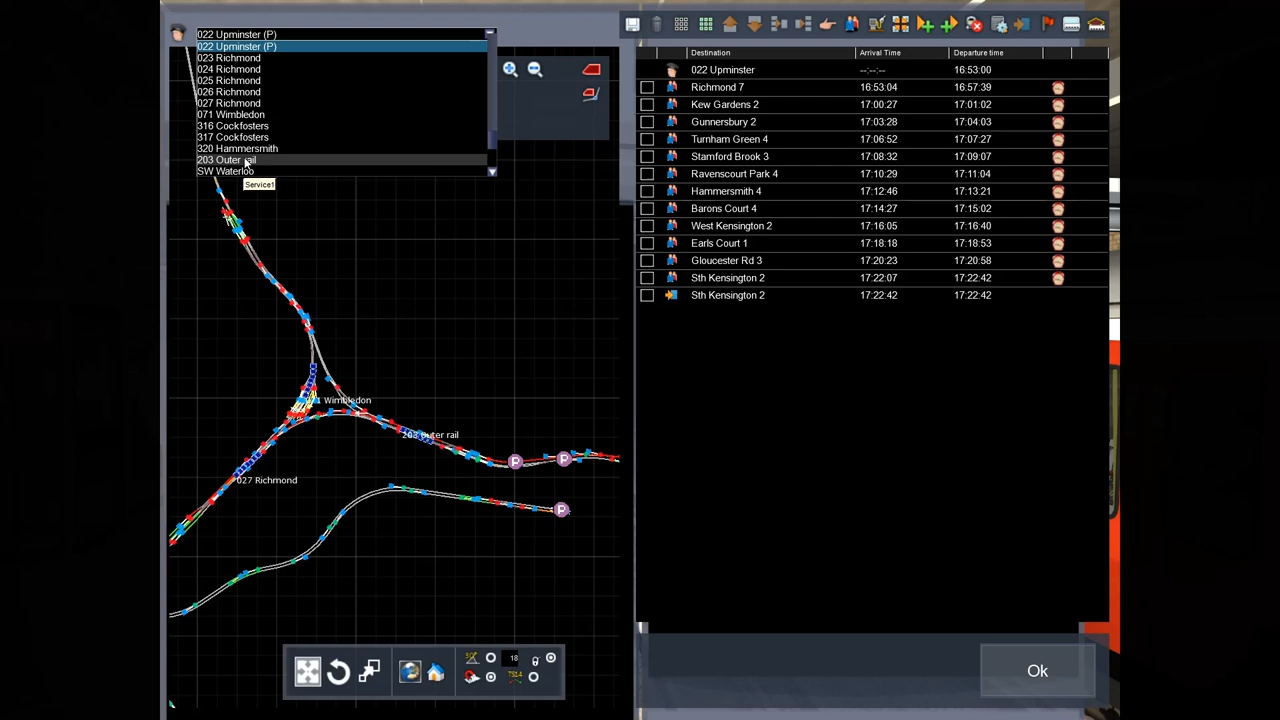 022 Upminster (P)
022 Upminster (P)
023 Richmond
024 Richmond
025 Richmond
026 Richmond
027 Richmond
071 Wimbledon
316 Cockfosters
317 Cockfosters
320 Hammersmith
203 Outer rail
SW Waterloo
Service1
Wimbledon
203 Outer rail
P
P
027 Richmond
P
18
TS14
Destination Arrival Time Departure time
022 Upminster --:--:-- 16:53:00
Richmond 7 16:53:04 16:57:39
Kew Gardens 2 17:00:27 17:01:02
Gunnersbury 2 17:03:28 17:04:03
Turnham Green 4 17:06:52 17:07:27
Stamford Brook 3 17:08:32 17:09:07
Ravenscourt Park 4 17:10:29 17:11:04
Hammersmith 4 17:12:46 17:13:21
Barons Court 4 17:14:27 17:15:02
West Kensington 2 17:16:05 17:16:40
Earls Court 1 17:18:18 17:18:53
Gloucester Rd 3 17:20:23 17:20:58
Sth Kensington 2 17:22:07 17:22:42
Sth Kensington 2 17:22:42 17:22:42
Ok